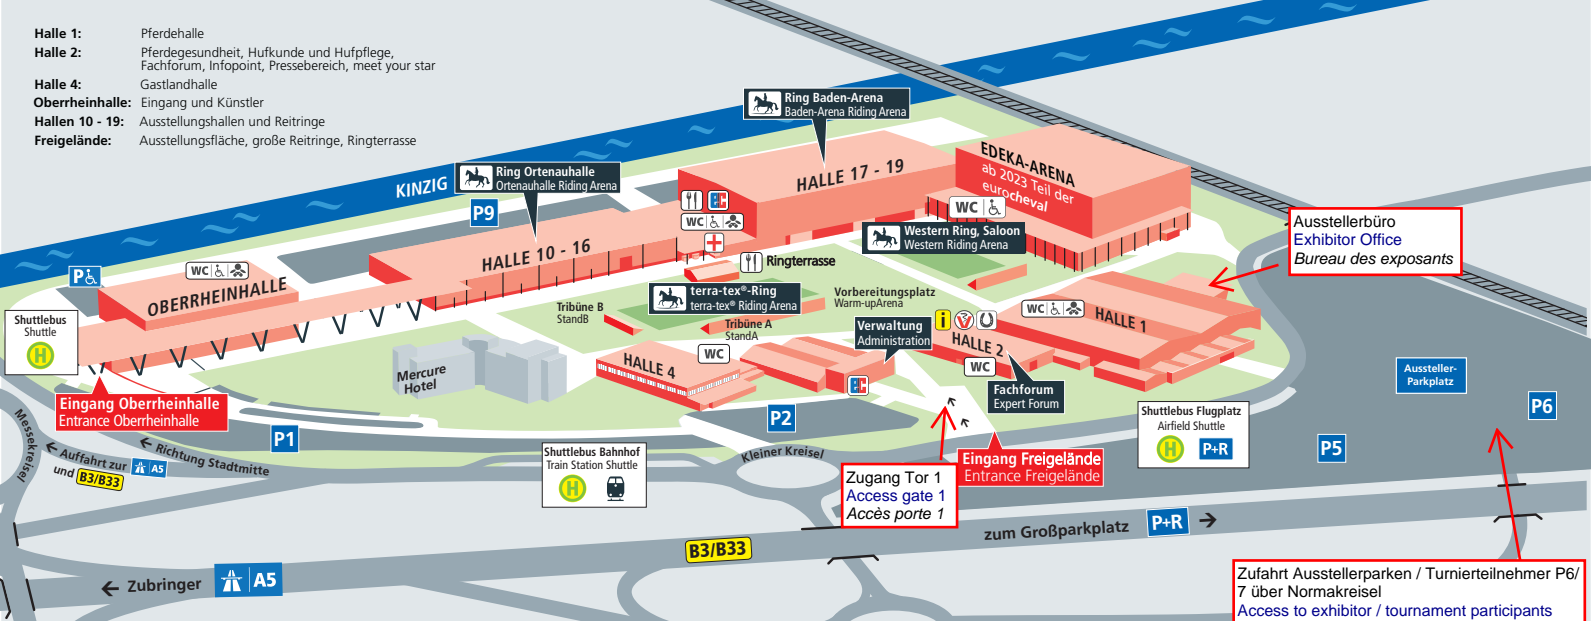 Halle 1: Pferdehalle
Halle 2: Pferdegesundheit, Hufkunde und Hufpflege,
Fachforum, Infopoint, Pressebereich, meet your star
Halle 4: Gastlandhalle
Oberrheinhalle: Eingang und Künstler
Hallen 10 - 19: Ausstellungshallen und Reitringe
Freigelände: Ausstellungsfläche, große Reitringe, Ringterrasse
Ring Baden-Arena
Baden-Arena Riding Arena
Ring Ortenauhalle
Ortenauhalle Riding Arena
KINZIG
P9
HALLE 17 - 19
EDEKA-ARENA
ab 2023 Teil der
eurocheval
EC
WC
WC
Western Ring, Saloon
Western Riding Arena
Ausstellerbüro
Exhibitor Office
Bureau des exposants
HALLE 10 - 16
Ringterrasse
P
WC
OBERRHEINHALLE
terra-tex®-Ring
terra-tex® Riding Arena
Vorbereitungsplatz
Warm-upArena
Tribüne B
StandB
Tribüne A
StandA
WC
HALLE 1
Shuttlebus
Shuttle
H
Verwaltung
Administration
i
HALLE 2
WC
HALLE 4
WC
EC
Mercure
Hotel
Fachforum
Expert Forum
Aussteller-
Parkplatz
P6
Eingang Oberrheinhalle
Entrance Oberrheinhalle
P2
Shuttlebus Flugplatz
Airfield Shuttle
H P+R
Messekreisel
P1
Richtung Stadtmitte
Auffahrt zur A5
und B3/B33
Shuttlebus Bahnhof
Train Station Shuttle
H
Kleiner Kreisel
Eingang Freigelände
Entrance Freigelände
P5
Zugang Tor 1
Access gate 1
Accès porte 1
zum Großparkplatz P+R
B3/B33
Zubringer A5
Zufahrt Ausstellerparken / Turnierteilnehmer P6/
7 über Normakreisel
Access to exhibitor / tournament participants